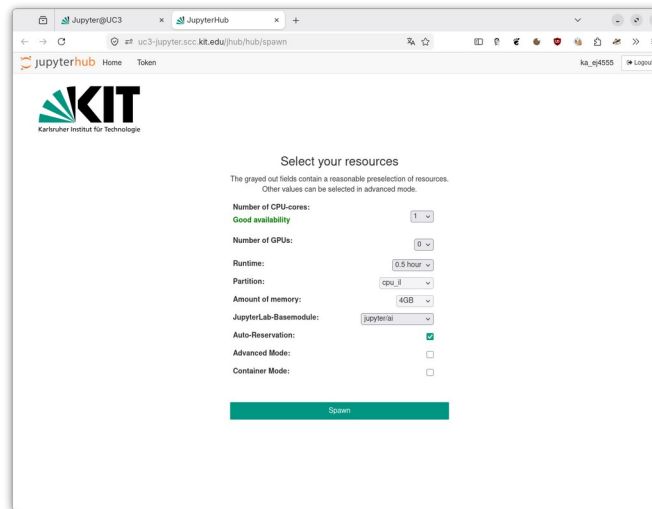 Jupyter@UC3
JupyterHub
uc3-jupyter.scc.kit.edu/jhub/hub/spawn
jupyterhub Home Token
ka_ej4555 Logout
KIT
Karlsruher Institut für Technologie
Select your resources
The grayed out fields contain a reasonable preselection of resources.
Other values can be selected in advanced mode.
Number of CPU-cores:
Good availability
1
Number of GPUs:
0
Runtime:
0.5 hour
Partition:
cpu_il
Amount of memory:
4GB
JupyterLab-Basemodule:
jupyter/ai
Auto-Reservation:
Advanced Mode:
Container Mode:
Spawn